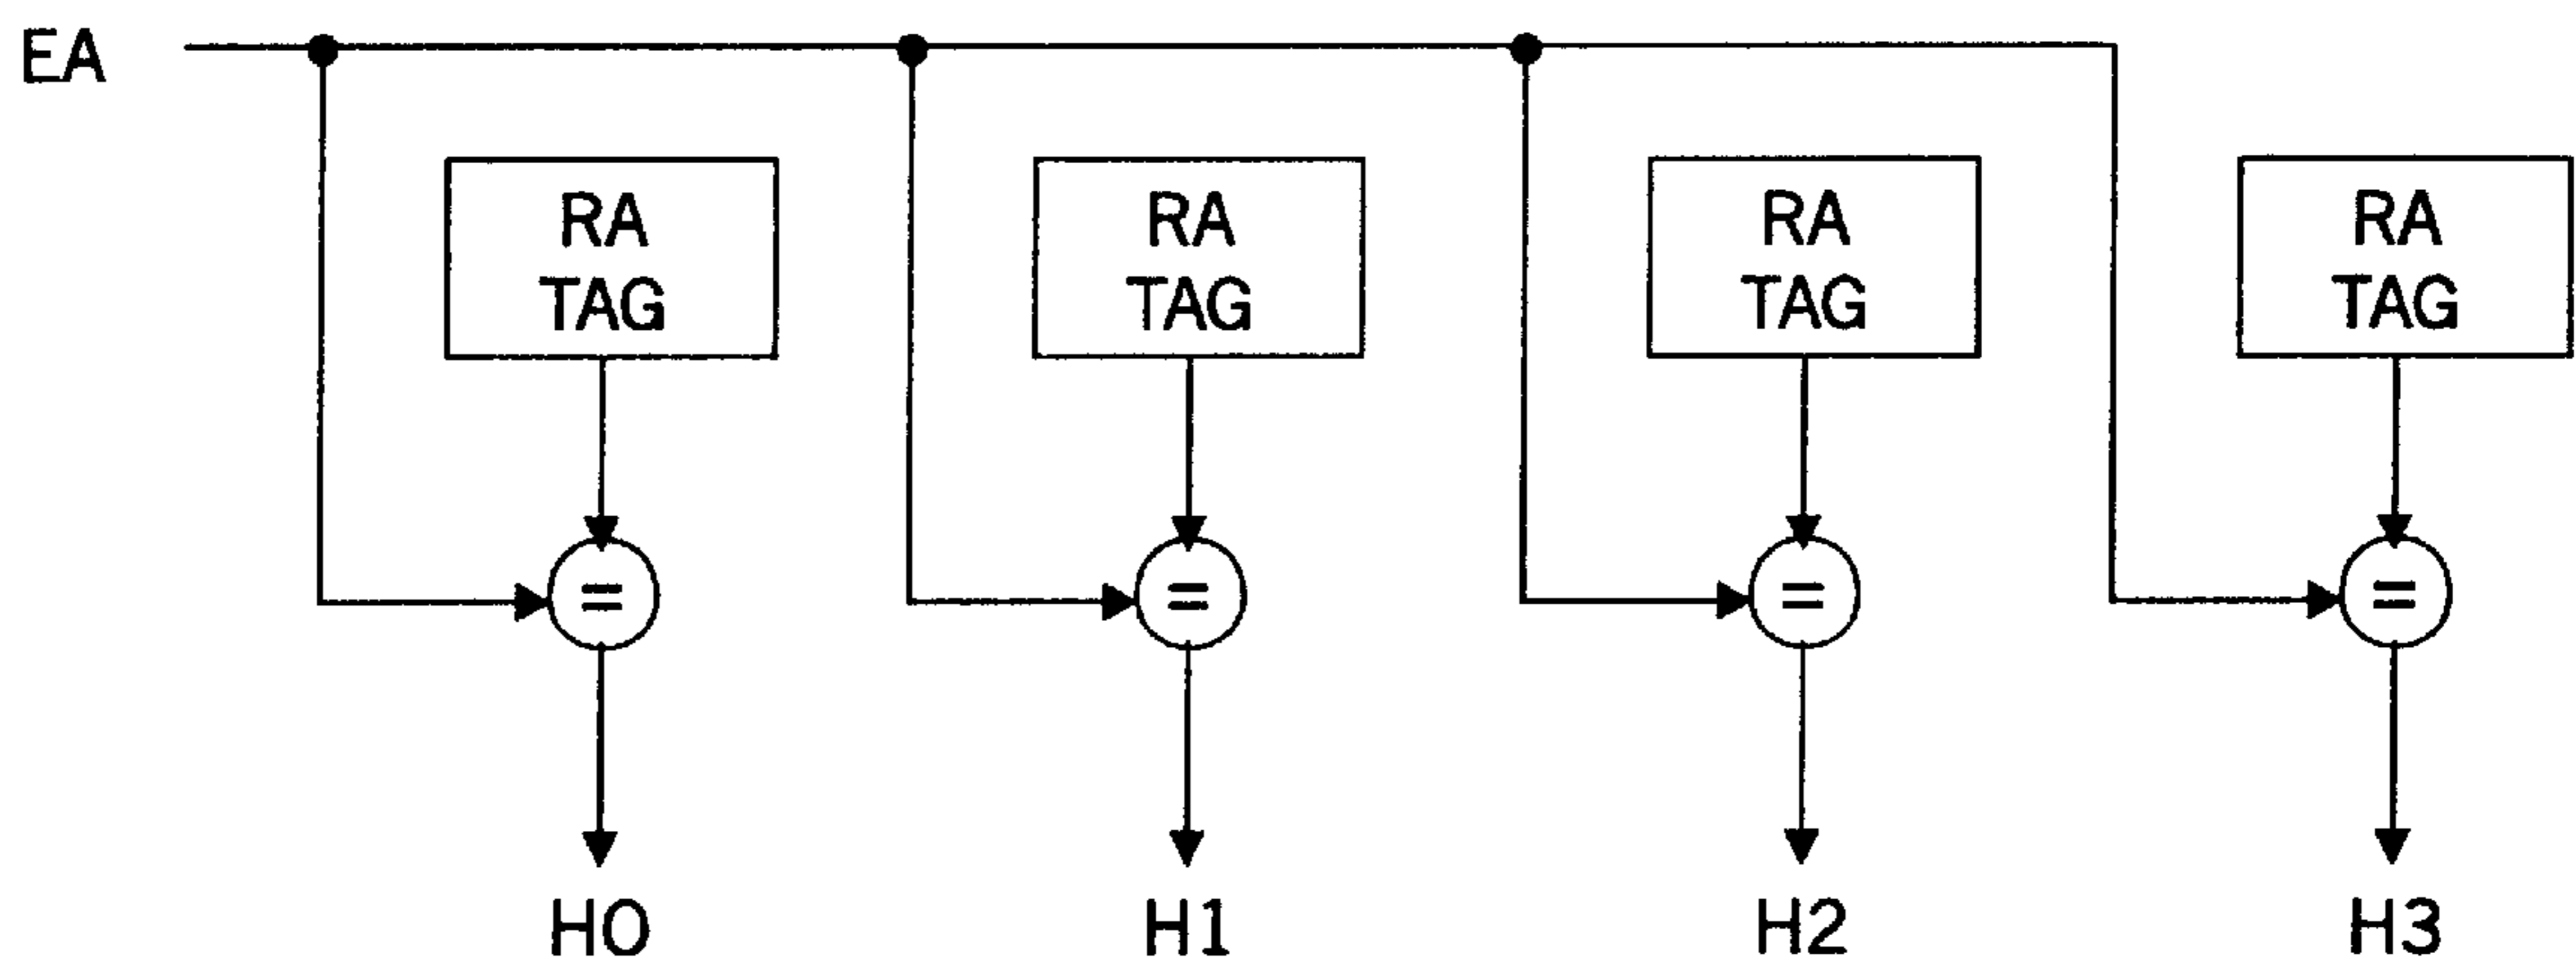 EA
RA
TAG
RA
TAG
RA
TAG
RA
TAG
=
=
=
=
H0
H1
H2
H3